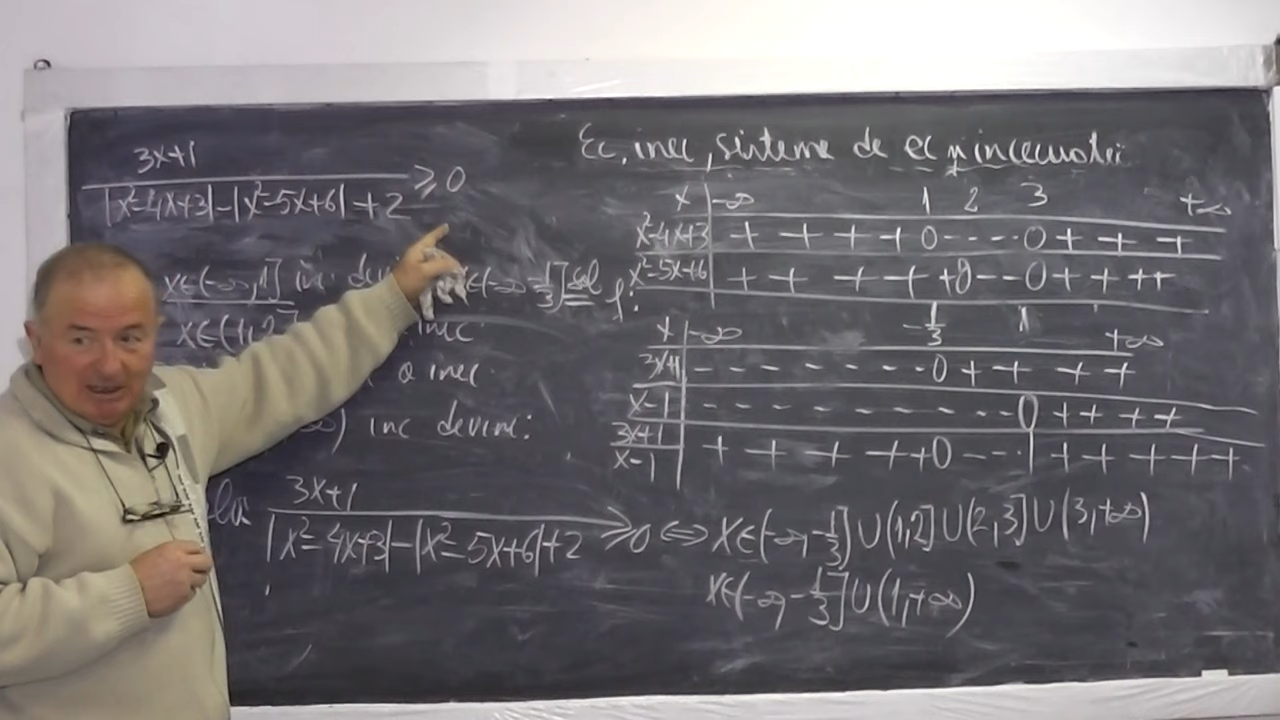 3x+1
|x²-4x+3|-|x²-5x+6|+2 ≥0
x∈(-∞,1] in. x∈(-∞,-1/3] sol
x∈(1,2] inec.
o inec.
∞) inc devine:
3x+1
|x²-4x+3|-|x²-5x+6|+2 ≥0 ⇔ x∈(-∞,-1/3]∪(1,2]∪(2,3]∪(3,+∞)
x∈(-∞,-1/3]∪(1,+∞)
Ec, inec, sisteme de ec
x -∞ 1 2 3 +∞
x²-4x+3 + + + + 0 - - - - 0 + + +
x²-5x+6 + + + + + 0 - - 0 + + + +
x -∞ -1/3 1 +∞
3x+1 - - - - - - - - 0 + + + +
x-1 - - - - - - - - - - - 0 + + + +
3x+1
x-1 + + + + + 0 - - - | + + + + +